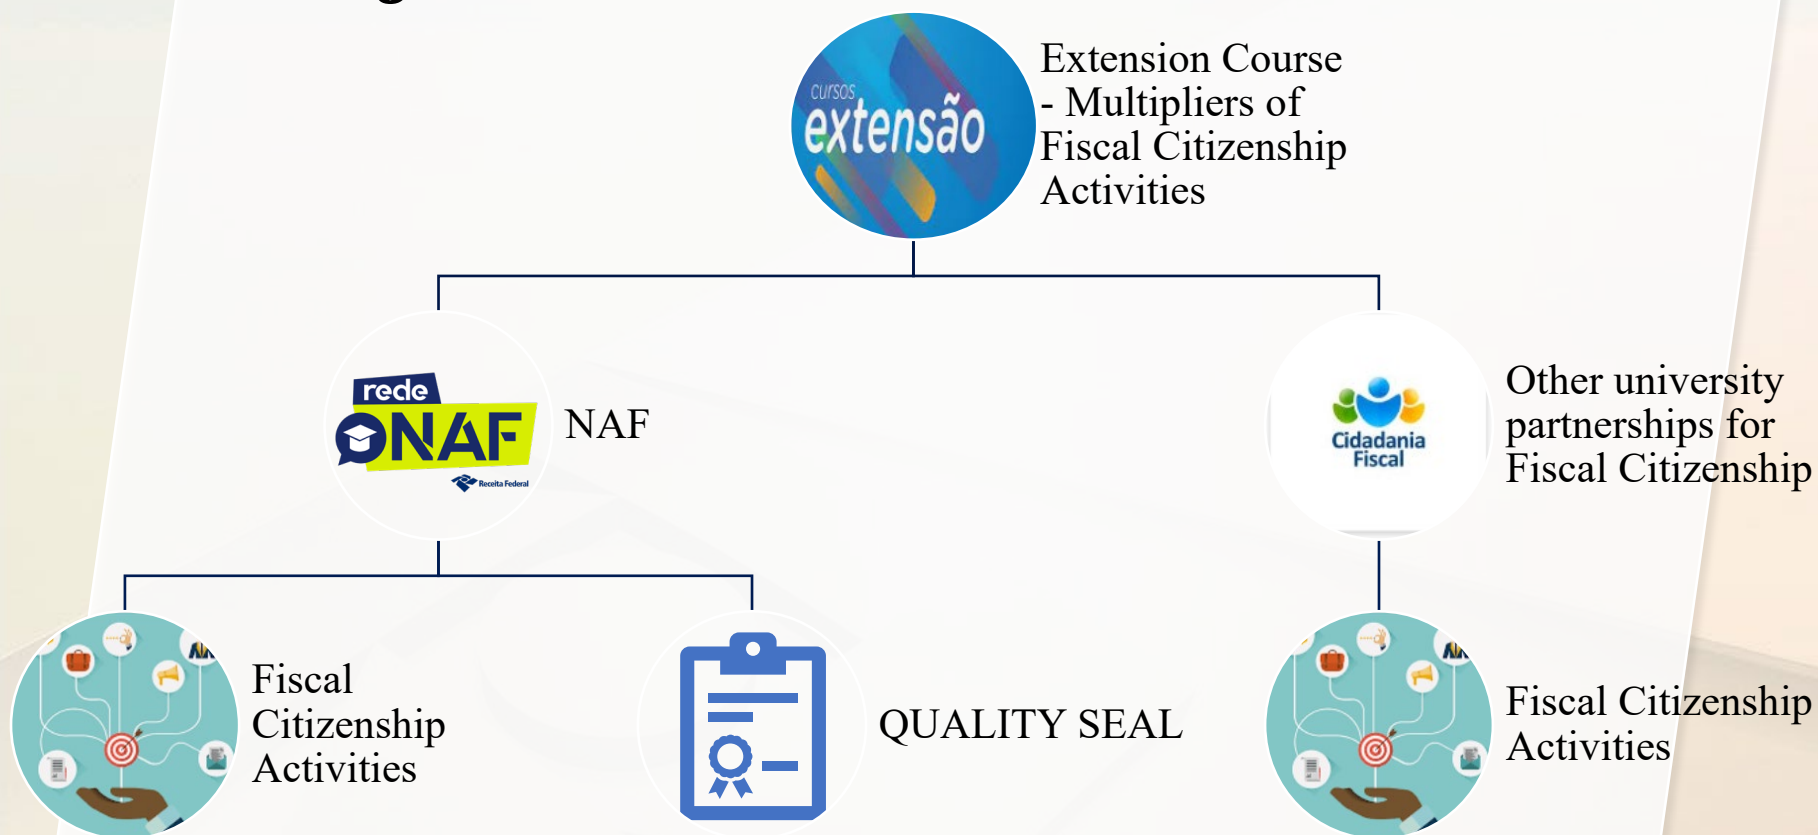 cursos
extensão
Extension Course
- Multipliers of
Fiscal Citizenship
Activities
rede
NAF
Receita Federal
NAF
Cidadania
Fiscal
Other university
partnerships for
Fiscal Citizenship
Fiscal
Citizenship
Activities
QUALITY SEAL
Fiscal Citizenship
Activities